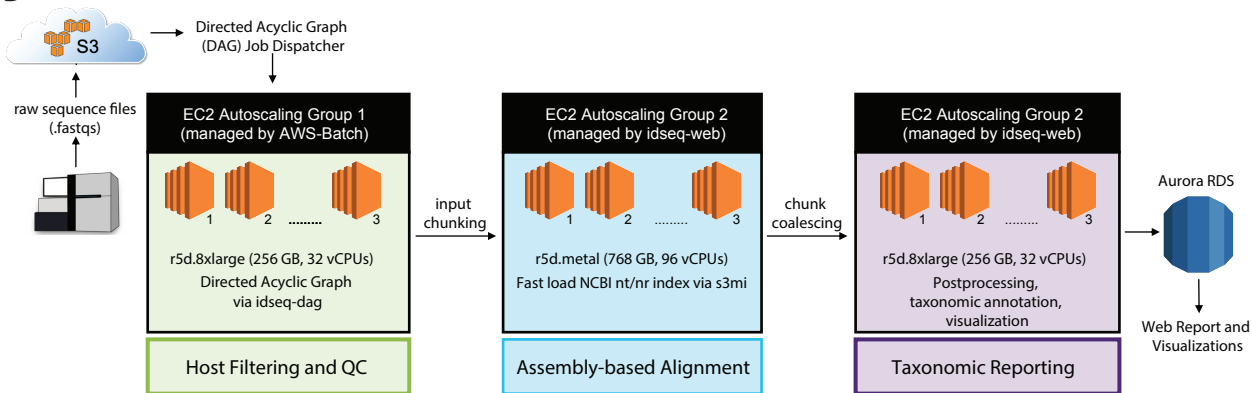 S3
Directed Acyclic Graph
(DAG) Job Dispatcher
raw sequence files
(.fastqs)
EC2 Autoscaling Group 1
(managed by AWS-Batch)
1
2
.........
3
r5d.8xlarge (256 GB, 32 vCPUs)
Directed Acyclic Graph
via idseq-dag
Host Filtering and QC
input
chunking
EC2 Autoscaling Group 2
(managed by idseq-web)
1
2
.........
3
r5d.metal (768 GB, 96 vCPUs)
Fast load NCBI nt/nr index via s3mi
Assembly-based Alignment
chunk
coalescing
EC2 Autoscaling Group 2
(managed by idseq-web)
1
2
.........
3
r5d.8xlarge (256 GB, 32 vCPUs)
Postprocessing,
taxonomic annotation,
visualization
Taxonomic Reporting
Aurora RDS
Web Report and
Visualizations